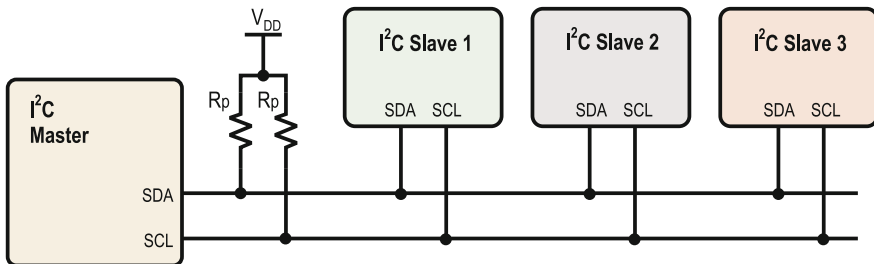 V_DD
I²C Slave 1
I²C Slave 2
I²C Slave 3
I²C
Master
Rp
Rp
SDA
SCL
SDA
SCL
SDA
SCL
SDA
SCL